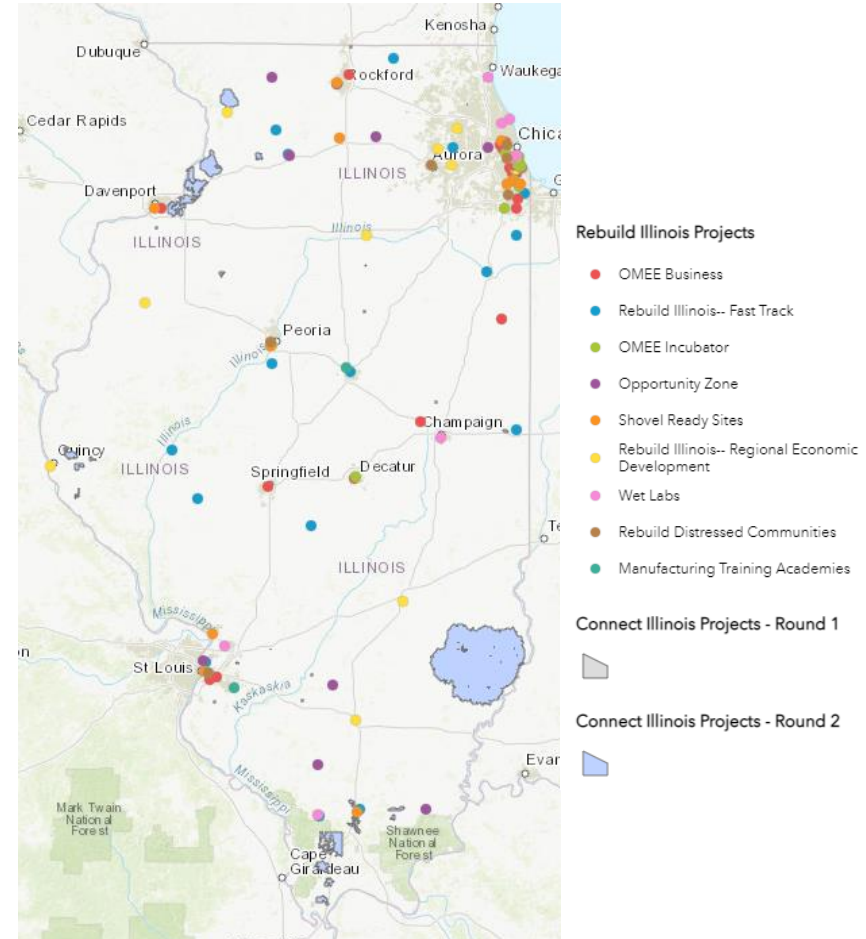 Kenosha
Dubuque
Rockford
Waukega
Cedar Rapids
Chica
Aurora
ILLINOIS
Davenport
G
Illinois
ILLINOIS
Peoria
Illinois
Champaign
Illinois
Quincy
ILLINOIS
Springfield
Decatur
Te
ILLINOIS
Mississippi
n
St Louis
Kaskaskia
Evan
Mississippi
Mark Twain
National
Forest
Shawnee
National
Forest
Cape
Girardeau
Rebuild Illinois Projects
OMEE Business
Rebuild Illinois-- Fast Track
OMEE Incubator
Opportunity Zone
Shovel Ready Sites
Rebuild Illinois-- Regional Economic
Development
Wet Labs
Rebuild Distressed Communities
Manufacturing Training Academies
Connect Illinois Projects - Round 1
Connect Illinois Projects - Round 2